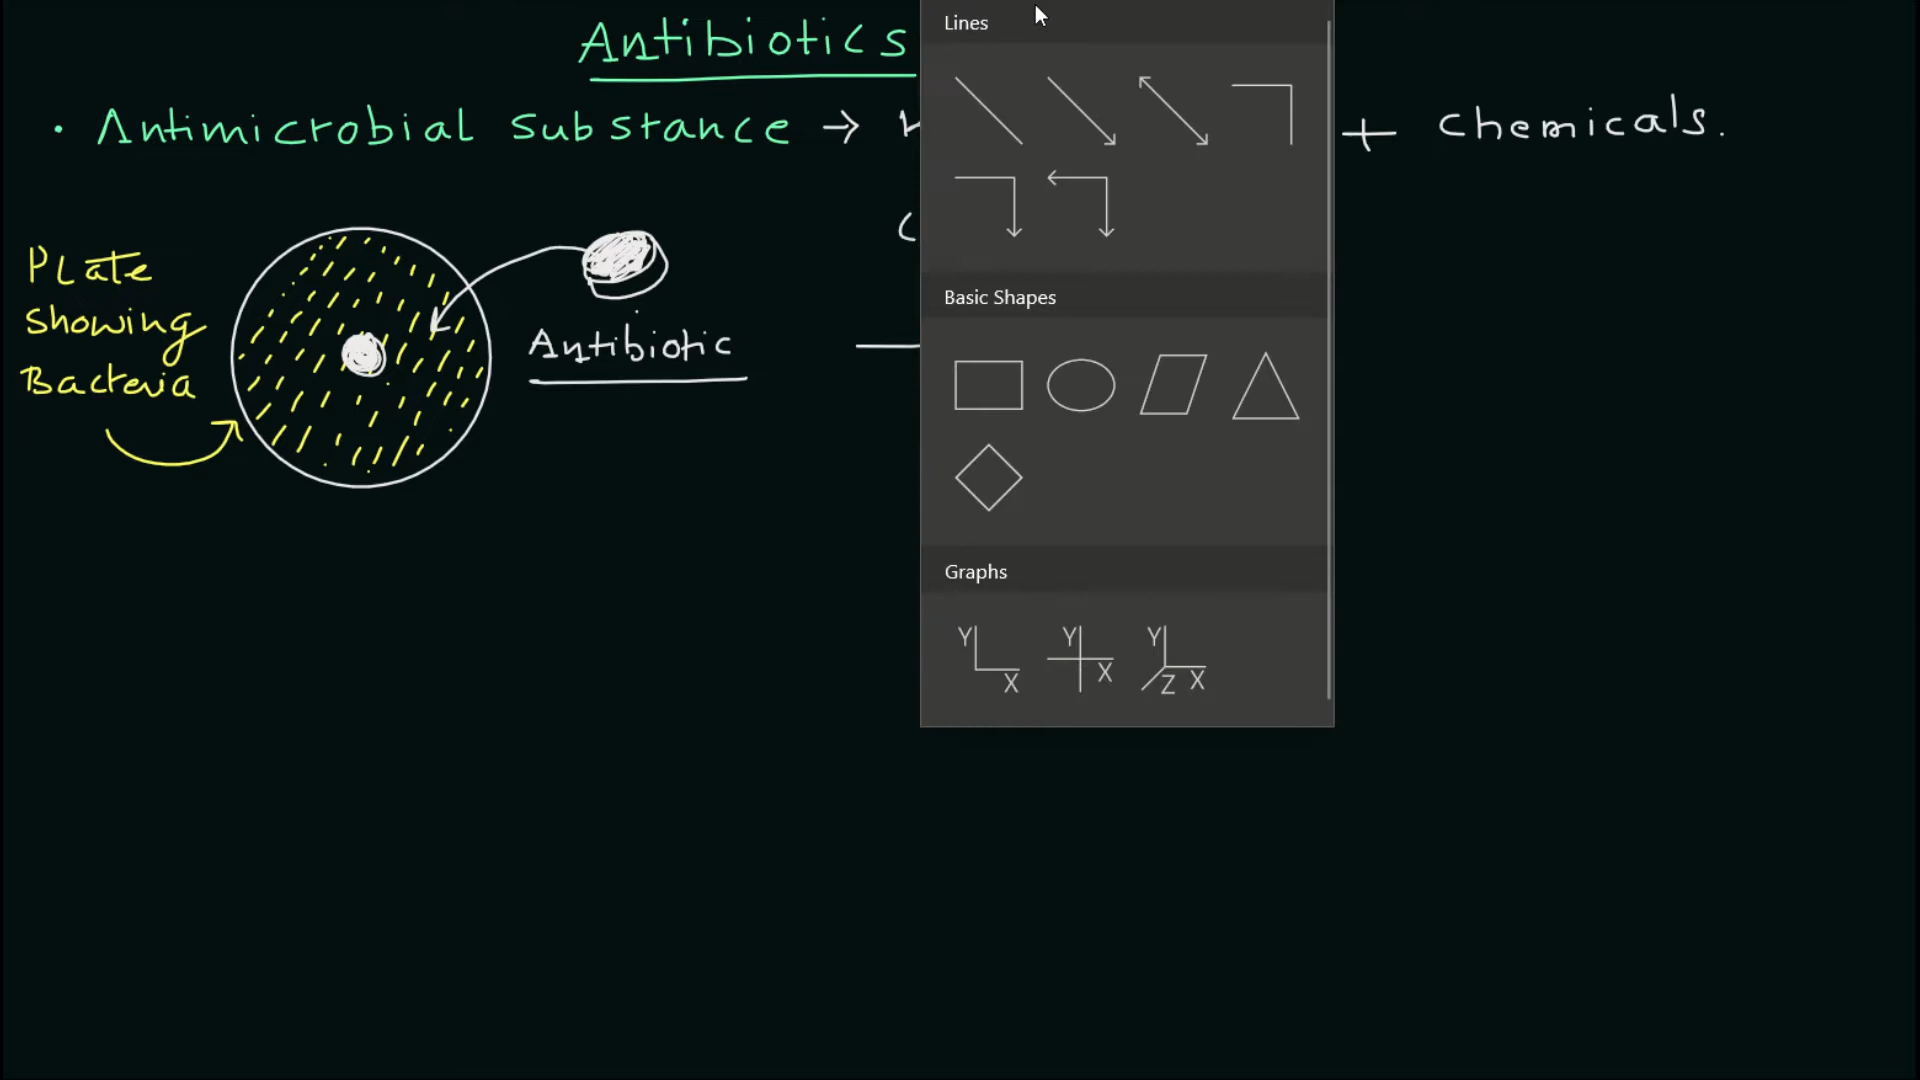 Antibiotics
Lines
• Antimicrobial substance → + chemicals.
Plate
showing
Bacteria
Antibiotic
Basic Shapes
Graphs
Y X
Y X
Y Z X